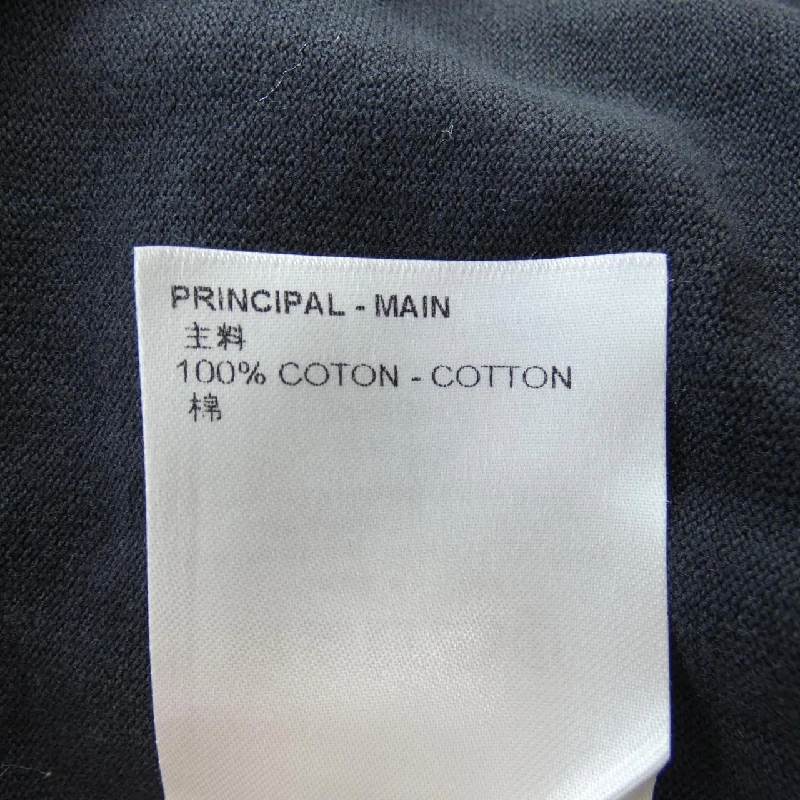 PRINCIPAL - MAIN
主料
100% COTON - COTTON
棉